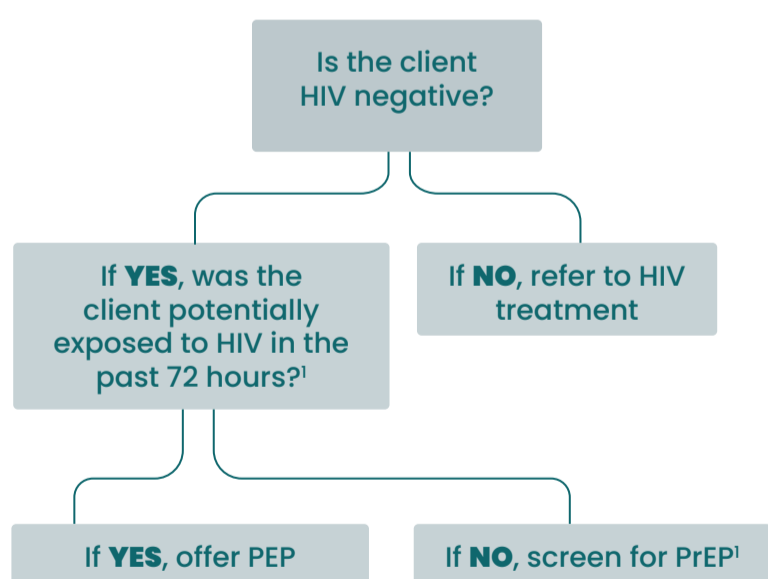 Is the client
HIV negative?
If YES, was the
client potentially
exposed to HIV in the
past 72 hours?¹
If NO, refer to HIV
treatment
If YES, offer PEP
If NO, screen for PrEP¹